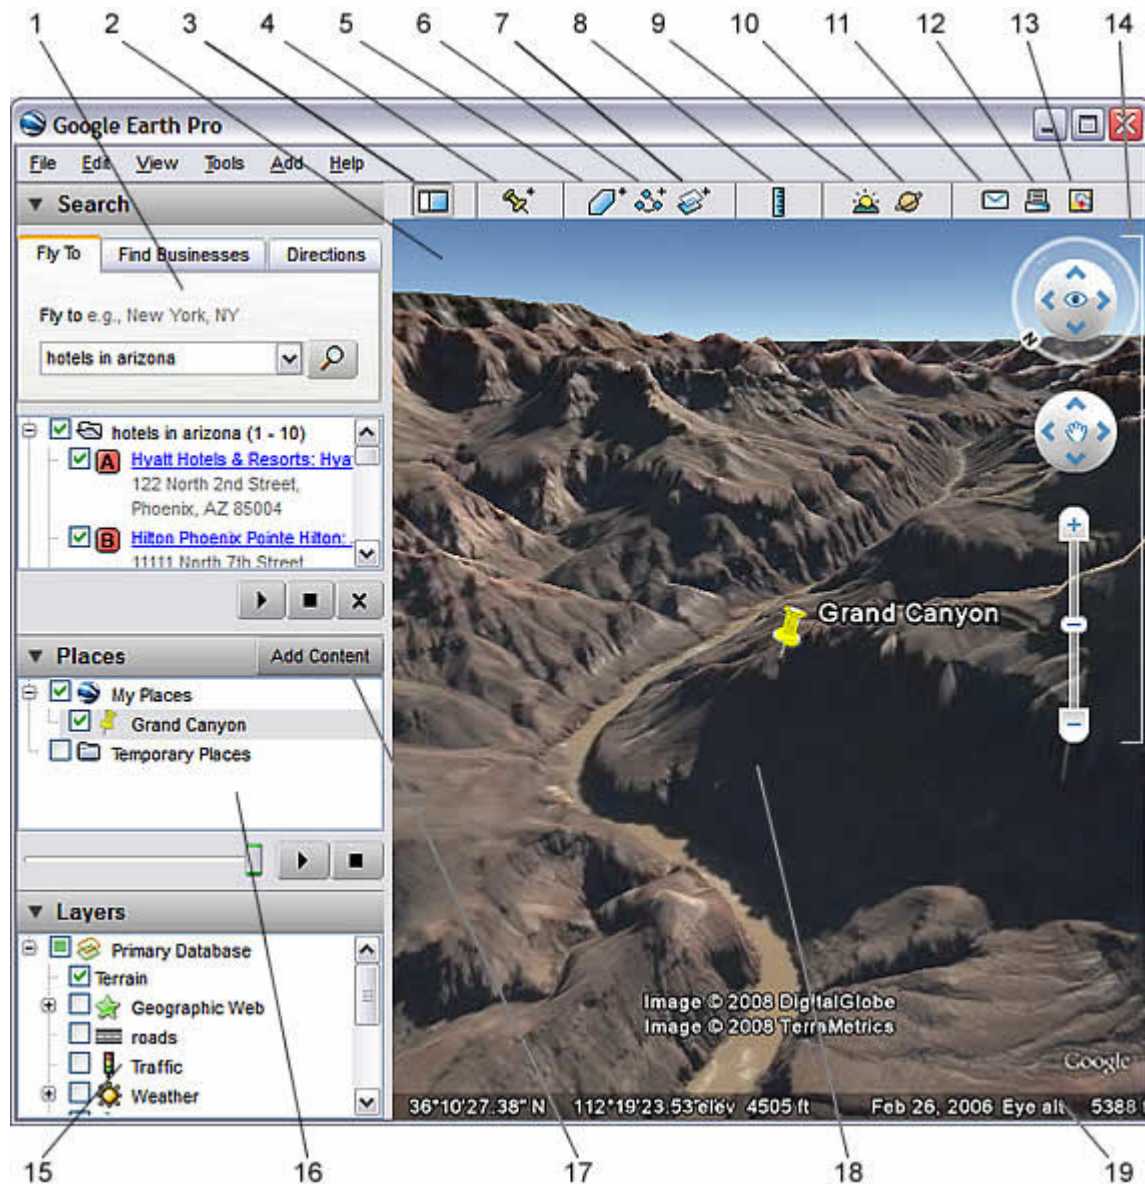 1 2 3 4 5 6 7 8 9 10 11 12 13 14
Google Earth Pro
File Edit View Tools Add Help
Search
Fly To Find Businesses Directions
Fly to e.g., New York, NY
hotels in arizona
hotels in arizona (1 - 10)
A Hyatt Hotels & Resorts: Hya
122 North 2nd Street,
Phoenix, AZ 85004
B Hilton Phoenix Pointe Hilton: ..
11111 North 7th Street
Places Add Content
My Places
Grand Canyon
Temporary Places
Layers
Primary Database
Terrain
Geographic Web
roads
Traffic
Weather
N
Grand Canyon
Image © 2008 DigitalGlobe
Image © 2008 TerraMetrics
Google
36°10'27.38" N 112°19'23.53" elev 4505 ft Feb 26, 2006 Eye alt 5388
15 16 17 18 19